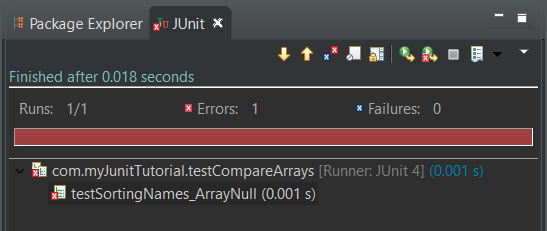 Package Explorer JUnit
Finished after 0.018 seconds
Runs: 1/1 Errors: 1 Failures: 0
com.myJunitTutorial.testCompareArrays [Runner: JUnit 4] (0.001 s)
testSortingNames_ArrayNull (0.001 s)